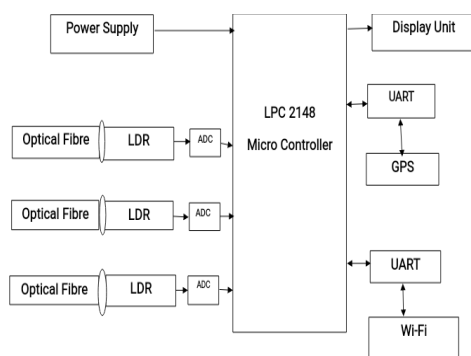 Power Supply
Display Unit
LPC 2148
Micro Controller
UART
GPS
Optical Fibre
LDR
ADC
Optical Fibre
LDR
ADC
Optical Fibre
LDR
ADC
UART
Wi-Fi